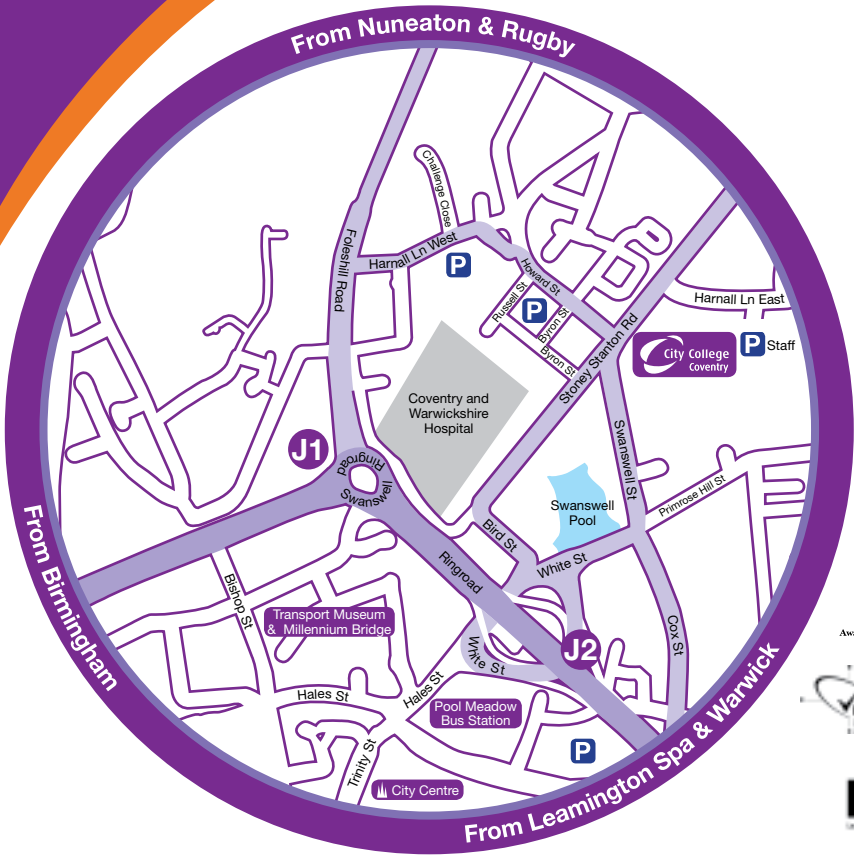 From Nuneaton & Rugby
Challenge Close
Foleshill Road
Harnall Ln West
P
Howard St
Russell St
P
Byron St
Byron St
Harnall Ln East
Stoney Stanton Rd
City College
Coventry
P Staff
Coventry and
Warwickshire
Hospital
J1
Ringroad
Swanswell
Swanswell St
Primrose Hill St
Swanswell
Pool
Bird St
White St
Ringroad
From Birmingham
Bishop St
Transport Museum
& Millennium Bridge
White St
J2
Cox St
Hales St
Hales St
Pool Meadow
Bus Station
Trinity St
P
City Centre
From Leamington Spa & Warwick